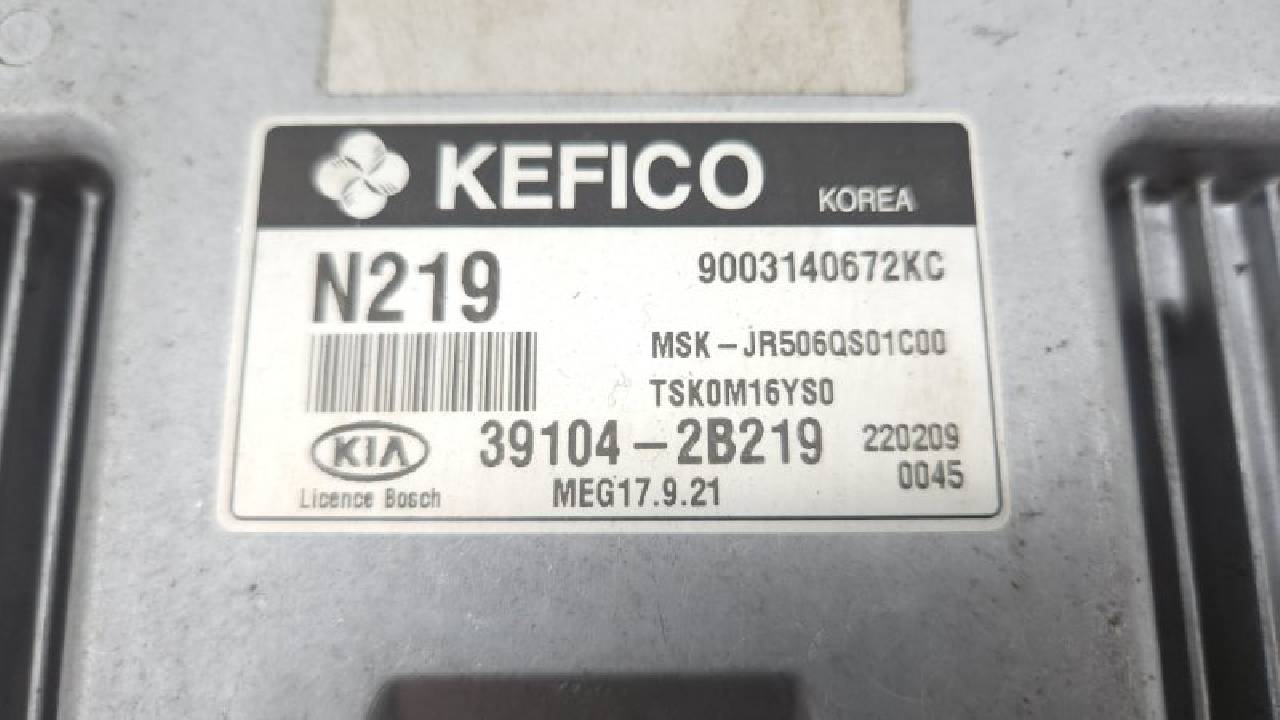 KEFICO KOREA
N219 9003140672KC
MSK-JR506QS01C00
TSK0M16YS0
KIA 39104-2B219 220209
Licence Bosch MEG17.9.21 0045